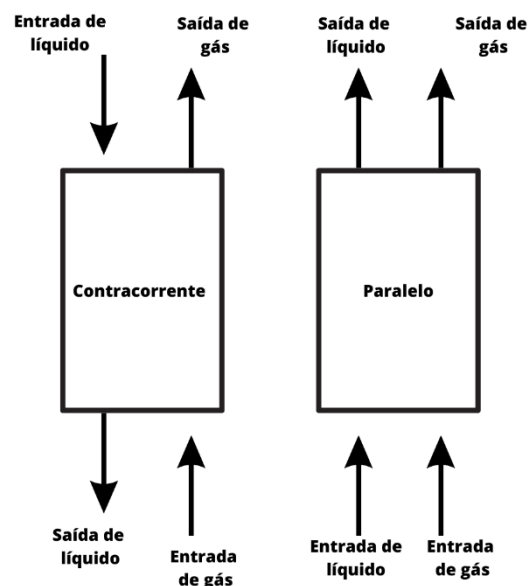 Entrada de
líquido
Saída de
gás
Saída de
líquido
Saída de
gás
Contracorrente
Paralelo
Saída de
líquido
Entrada
de gás
Entrada de
líquido
Entrada
de gás